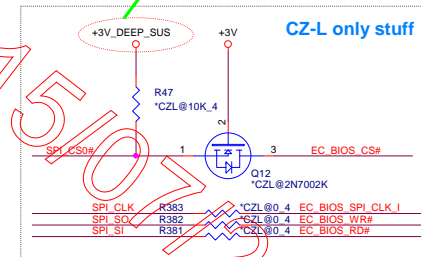 CZ-L only stuff
+3V_DEEP_SUS
+3V
R47
*CZL@10K_4
2
SPI_CS0#
1
3
EC_BIOS_CS#
Q12
*CZL@2N7002K
SPI_CLK R383 *CZL@0_4 EC_BIOS_SPI_CLK_I
SPI_SO R382 *CZL@0_4 EC_BIOS_WR#
SPI_SI R381 *CZL@0_4 EC_BIOS_RD#